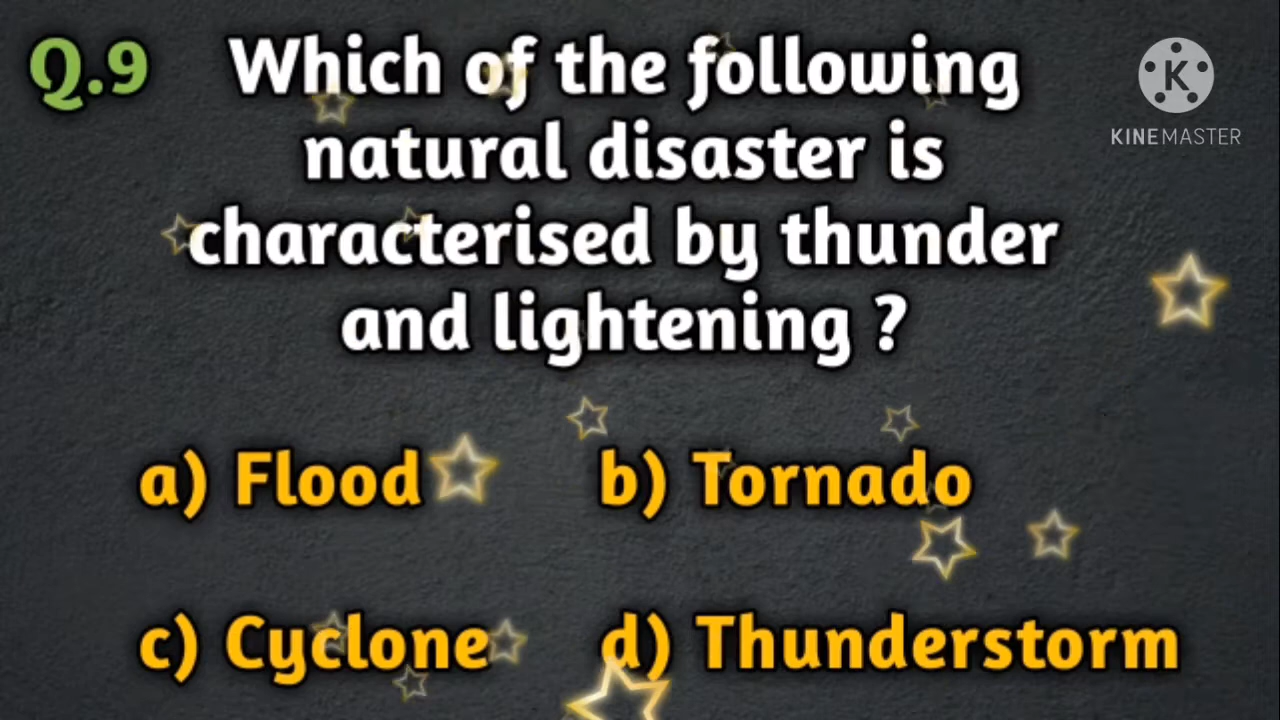 Q.9 Which of the following
natural disaster is
characterised by thunder
and lightening ?
K
KINEMASTER
a) Flood b) Tornado
c) Cyclone d) Thunderstorm